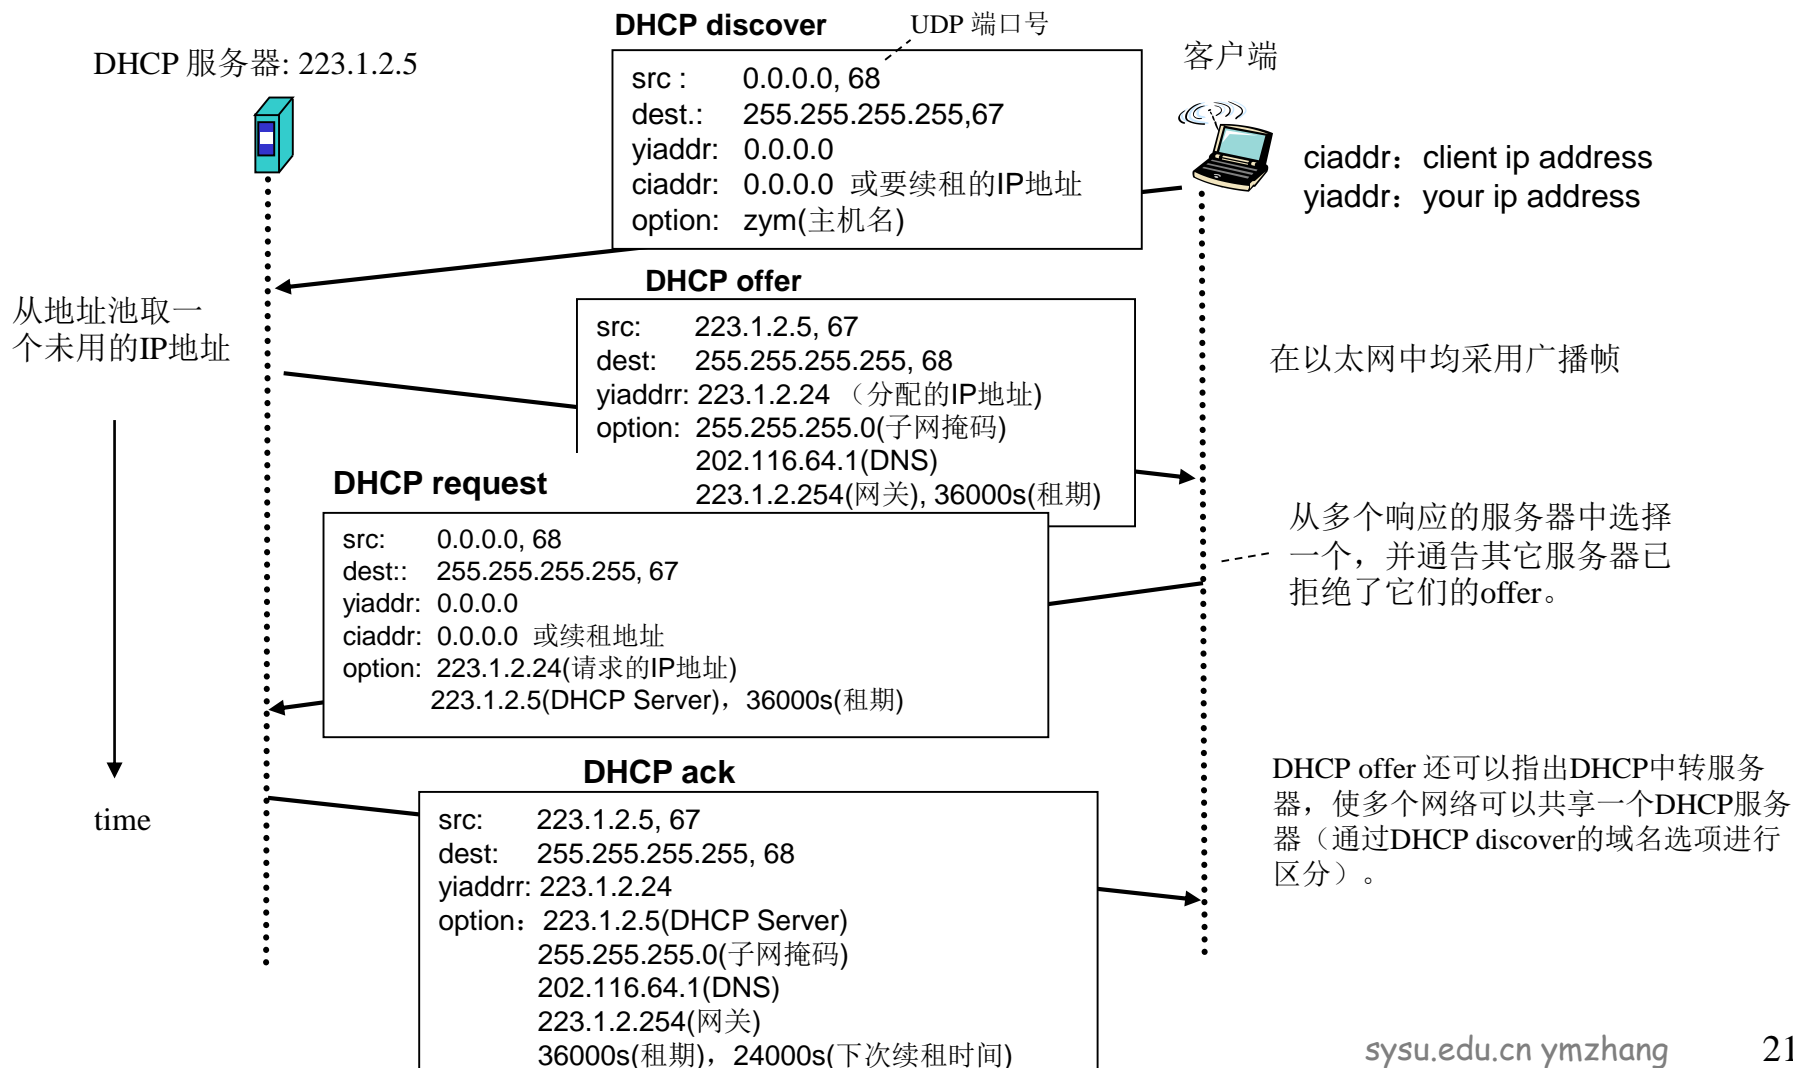 DHCP discover
UDP 端口号
DHCP 服务器: 223.1.2.5
客户端
src : 0.0.0.0, 68
dest.: 255.255.255.255,67
yiaddr: 0.0.0.0
ciaddr: 0.0.0.0 或要续租的IP地址
option: zym(主机名)
ciaddr：client ip address
yiaddr：your ip address
DHCP offer
从地址池取一
个未用的IP地址
src: 223.1.2.5, 67
dest: 255.255.255.255, 68
yiaddrr: 223.1.2.24 （分配的IP地址)
option: 255.255.255.0(子网掩码)
202.116.64.1(DNS)
223.1.2.254(网关), 36000s(租期)
在以太网中均采用广播帧
DHCP request
src: 0.0.0.0, 68
dest:: 255.255.255.255, 67
yiaddr: 0.0.0.0
ciaddr: 0.0.0.0 或续租地址
option: 223.1.2.24(请求的IP地址)
223.1.2.5(DHCP Server)，36000s(租期)
从多个响应的服务器中选择
一个，并通告其它服务器已
拒绝了它们的offer。
DHCP ack
time
src: 223.1.2.5, 67
dest: 255.255.255.255, 68
yiaddrr: 223.1.2.24
option：223.1.2.5(DHCP Server)
255.255.255.0(子网掩码)
202.116.64.1(DNS)
223.1.2.254(网关)
36000s(租期)，24000s(下次续租时间)
DHCP offer 还可以指出DHCP中转服务
器，使多个网络可以共享一个DHCP服务
器（通过DHCP discover的域名选项进行
区分）。
sysu.edu.cn ymzhang 21